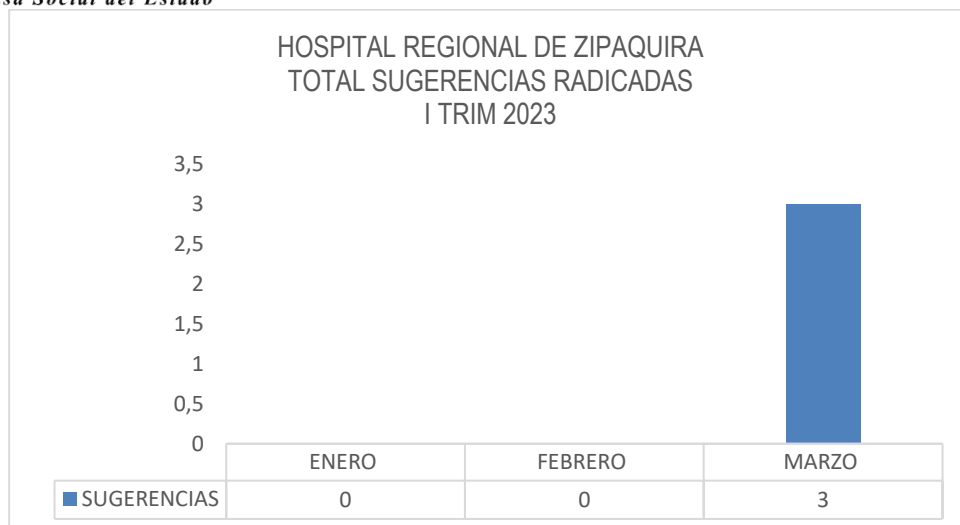 Social del Estado
HOSPITAL REGIONAL DE ZIPAQUIRA
TOTAL SUGERENCIAS RADICADAS
I TRIM 2023
3,5
3
2,5
2
1,5
1
0,5
0
ENERO FEBRERO MARZO
SUGERENCIAS 0 0 3